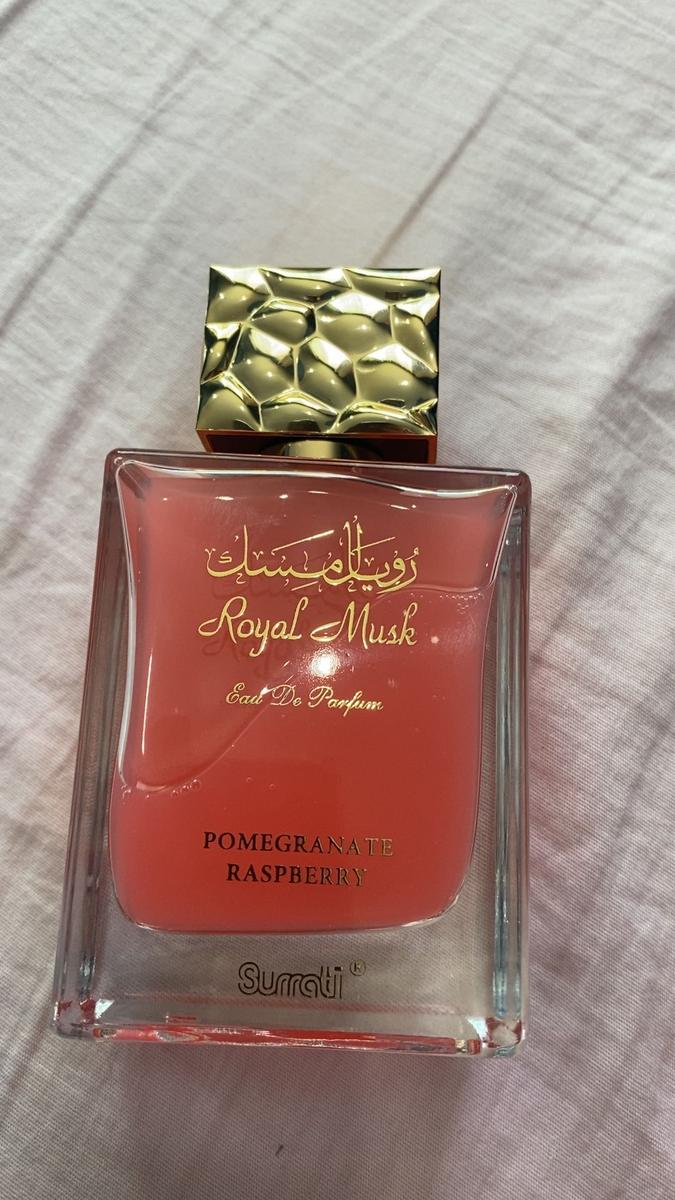 رويال مسك
Royal Musk
Eau De Parfum
POMEGRANATE
RASPBERRY
Surrati ®